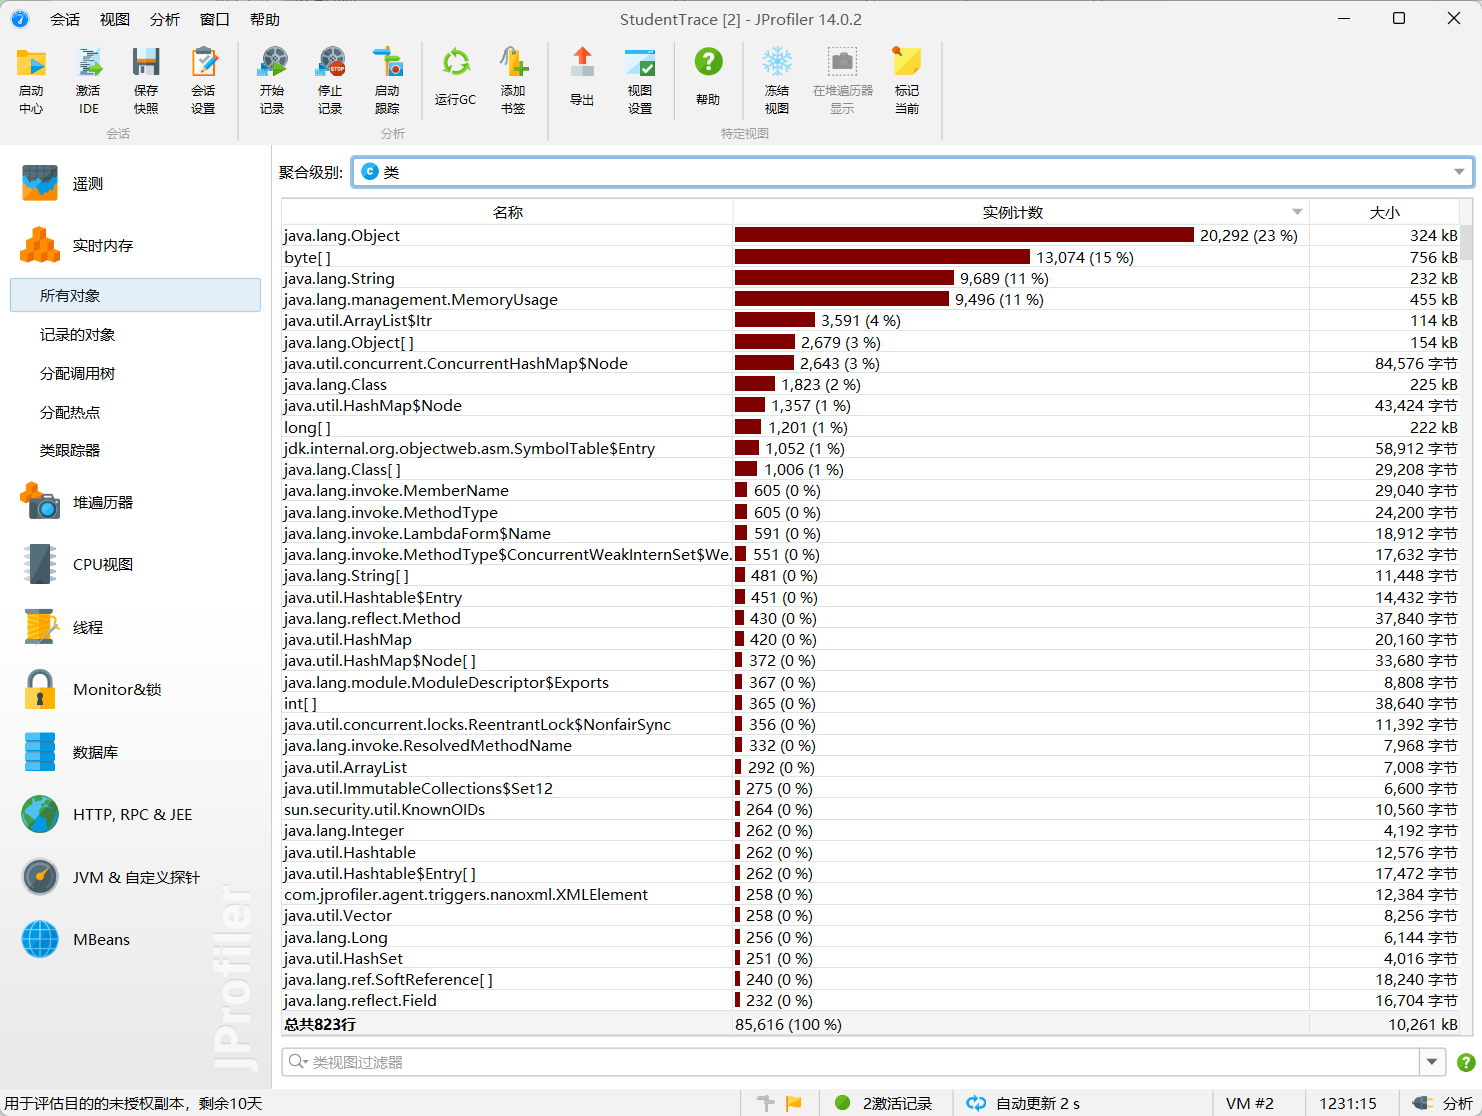 会话 视图 分析 窗口 帮助
StudentTrace [2] - JProfiler 14.0.2
启动中心
激活IDE
保存快照
会话设置
开始记录
停止记录
启动跟踪
运行GC
添加书签
导出
视图设置
帮助
冻结视图
在堆遍历器显示
标记当前
会话
分析
特定视图
STOP
遥测
实时内存
所有对象
记录的对象
分配调用树
分配热点
类跟踪器
堆遍历器
CPU视图
线程
Monitor&锁
数据库
HTTP, RPC & JEE
JVM & 自定义探针
MBeans
JProfiler
聚合级别: C 类
名称 实例计数 大小
java.lang.Object 20,292 (23 %) 324 kB
byte[ ] 13,074 (15 %) 756 kB
java.lang.String 9,689 (11 %) 232 kB
java.lang.management.MemoryUsage 9,496 (11 %) 455 kB
java.util.ArrayList$Itr 3,591 (4 %) 114 kB
java.lang.Object[ ] 2,679 (3 %) 154 kB
java.util.concurrent.ConcurrentHashMap$Node 2,643 (3 %) 84,576 字节
java.lang.Class 1,823 (2 %) 225 kB
java.util.HashMap$Node 1,357 (1 %) 43,424 字节
long[ ] 1,201 (1 %) 222 kB
jdk.internal.org.objectweb.asm.SymbolTable$Entry 1,052 (1 %) 58,912 字节
java.lang.Class[ ] 1,006 (1 %) 29,208 字节
java.lang.invoke.MemberName 605 (0 %) 29,040 字节
java.lang.invoke.MethodType 605 (0 %) 24,200 字节
java.lang.invoke.LambdaForm$Name 591 (0 %) 18,912 字节
java.lang.invoke.MethodType$ConcurrentWeakInternSet$We... 551 (0 %) 17,632 字节
java.lang.String[ ] 481 (0 %) 11,448 字节
java.util.Hashtable$Entry 451 (0 %) 14,432 字节
java.lang.reflect.Method 430 (0 %) 37,840 字节
java.util.HashMap 420 (0 %) 20,160 字节
java.util.HashMap$Node[ ] 372 (0 %) 33,680 字节
java.lang.module.ModuleDescriptor$Exports 367 (0 %) 8,808 字节
int[ ] 365 (0 %) 38,640 字节
java.util.concurrent.locks.ReentrantLock$NonfairSync 356 (0 %) 11,392 字节
java.lang.invoke.ResolvedMethodName 332 (0 %) 7,968 字节
java.util.ArrayList 292 (0 %) 7,008 字节
java.util.ImmutableCollections$Set12 275 (0 %) 6,600 字节
sun.security.util.KnownOIDs 264 (0 %) 10,560 字节
java.lang.Integer 262 (0 %) 4,192 字节
java.util.Hashtable 262 (0 %) 12,576 字节
java.util.Hashtable$Entry[ ] 262 (0 %) 17,472 字节
com.jprofiler.agent.triggers.nanoxml.XMLElement 258 (0 %) 12,384 字节
java.util.Vector 258 (0 %) 8,256 字节
java.lang.Long 256 (0 %) 6,144 字节
java.util.HashSet 251 (0 %) 4,016 字节
java.lang.ref.SoftReference[ ] 240 (0 %) 18,240 字节
java.lang.reflect.Field 232 (0 %) 16,704 字节
总共823行 85,616 (100 %) 10,261 kB
类视图过滤器
用于评估目的的未授权副本，剩余10天 2激活记录 自动更新 2 s VM #2 1231:15 分析